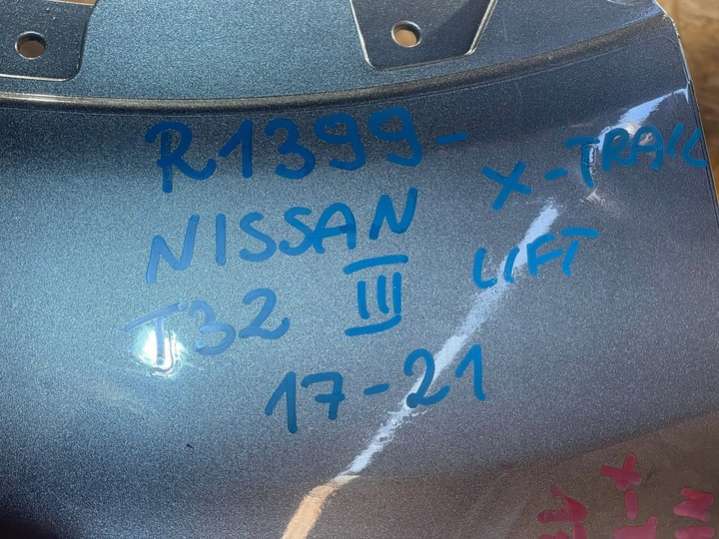 R1399-
NISSAN X-TRAIL
T32 III LIFT
17-21